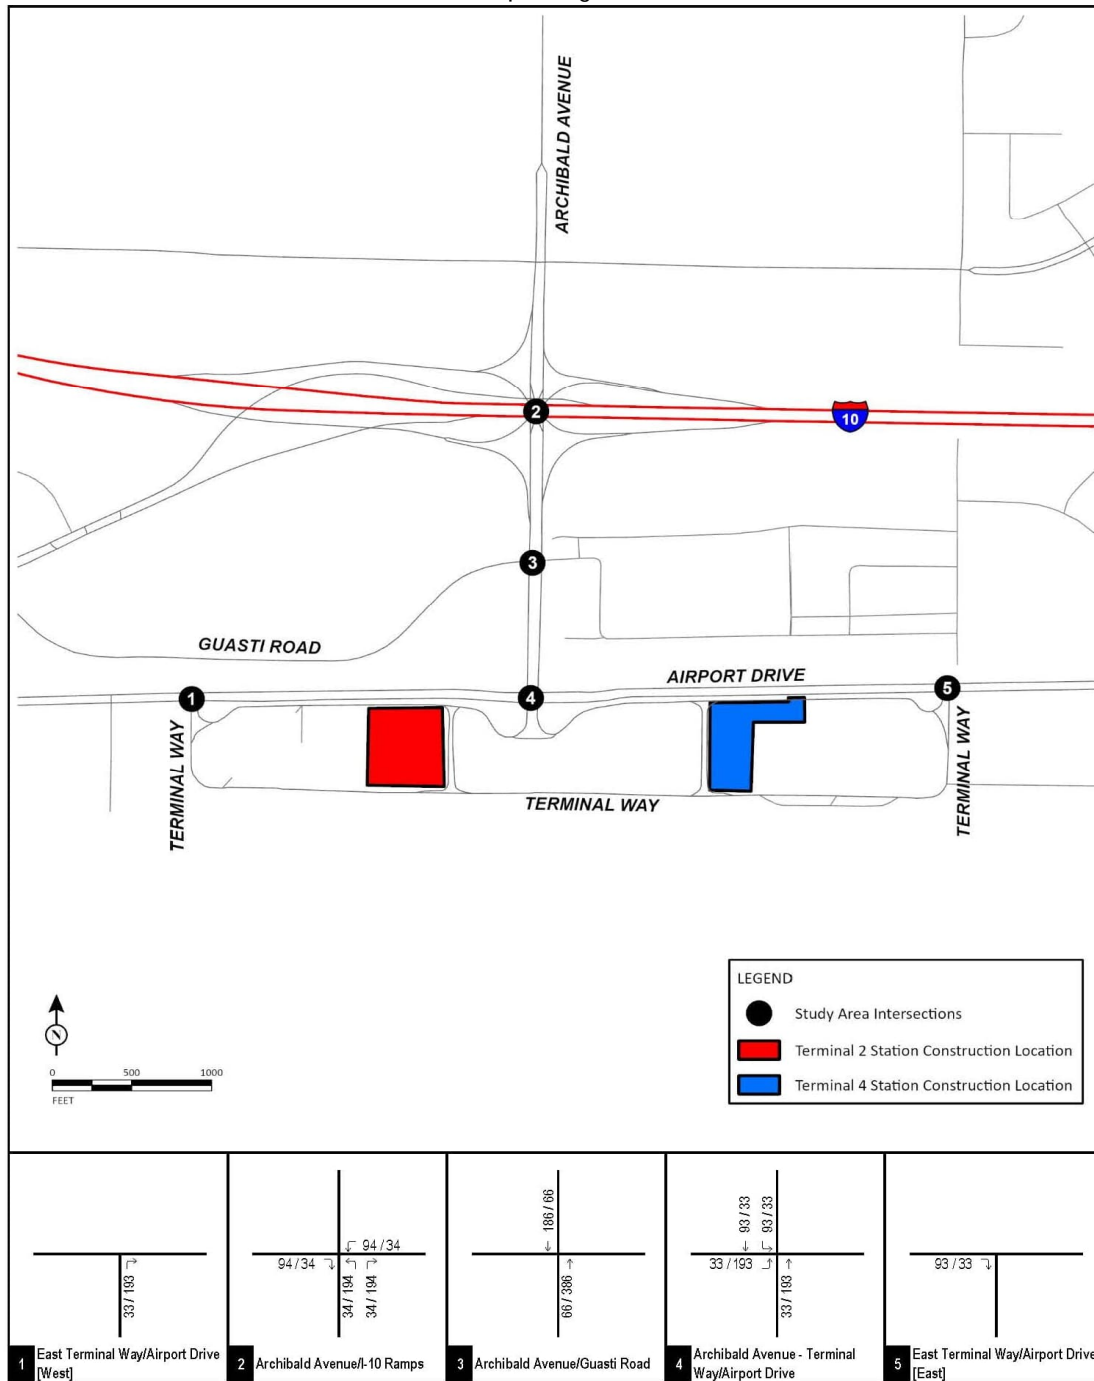 ARCHIBALD AVENUE
2
10
3
GUASTI ROAD
AIRPORT DRIVE
1
4
5
TERMINAL WAY
TERMINAL WAY
TERMINAL WAY
LEGEND
Study Area Intersections
Terminal 2 Station Construction Location
Terminal 4 Station Construction Location
N
0 500 1000
FEET
33 / 193
1 East Terminal Way/Airport Drive
[West]
94 / 34
94 / 34
34 / 194
34 / 194
2 Archibald Avenue/I-10 Ramps
186 / 66
66 / 386
3 Archibald Avenue/Guasti Road
93 / 33
93 / 33
33 / 193
33 / 193
4 Archibald Avenue - Terminal
Way/Airport Drive
93 / 33
5 East Terminal Way/Airport Drive
[East]